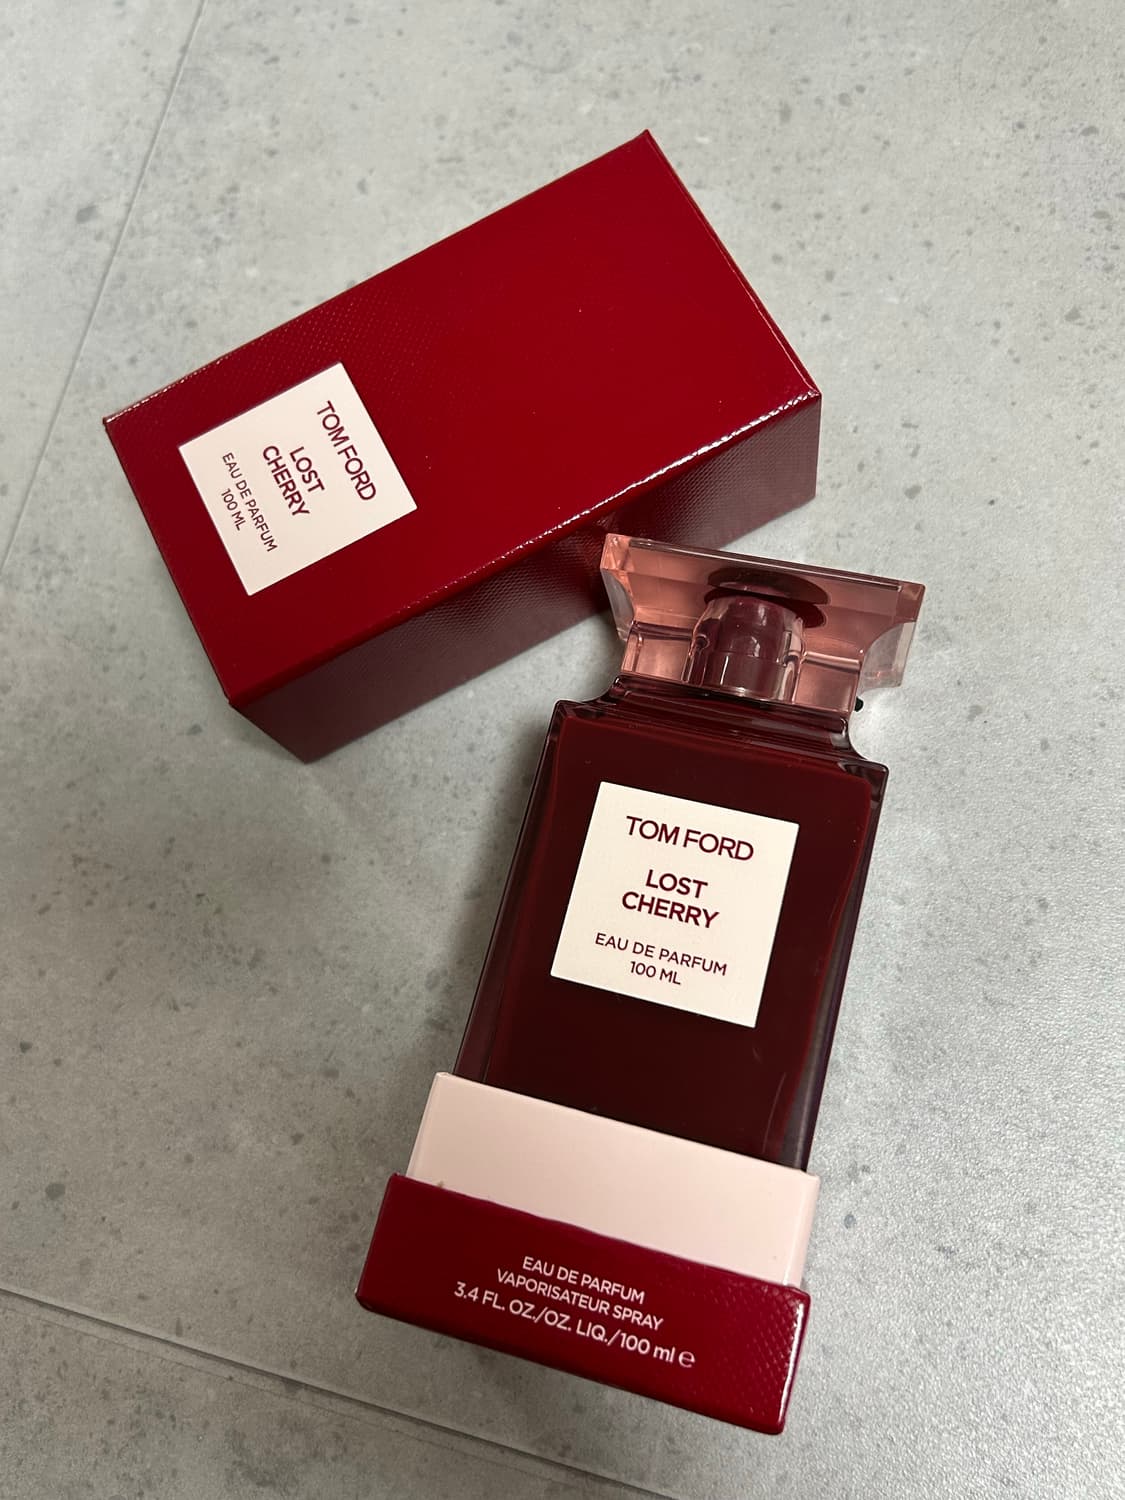 TOM FORD
LOST
CHERRY
EAU DE PARFUM
100 ML
TOM FORD
LOST
CHERRY
EAU DE PARFUM
100 ML
EAU DE PARFUM
VAPORISATEUR SPRAY
3.4 FL. OZ./OZ. LIQ./100 ml ℮